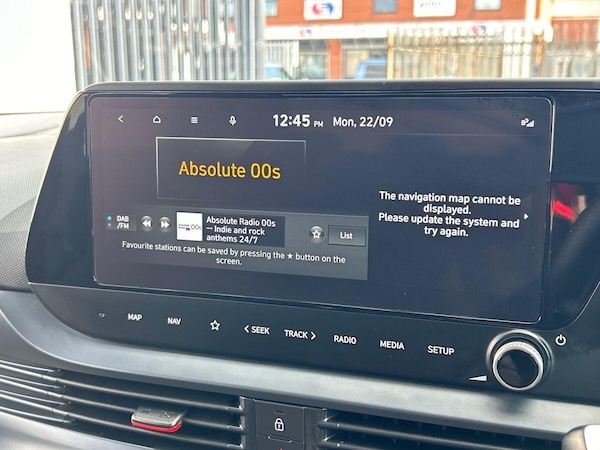 12:45 PM Mon, 22/09
Absolute 00s
The navigation map cannot be
displayed.
Please update the system and
try again.
DAB
/FM
00s
Absolute Radio 00s
— Indie and rock
anthems 24/7
List
Favourite stations can be saved by pressing the ★ button on the
screen.
MAP
NAV
< SEEK
TRACK >
RADIO
MEDIA
SETUP